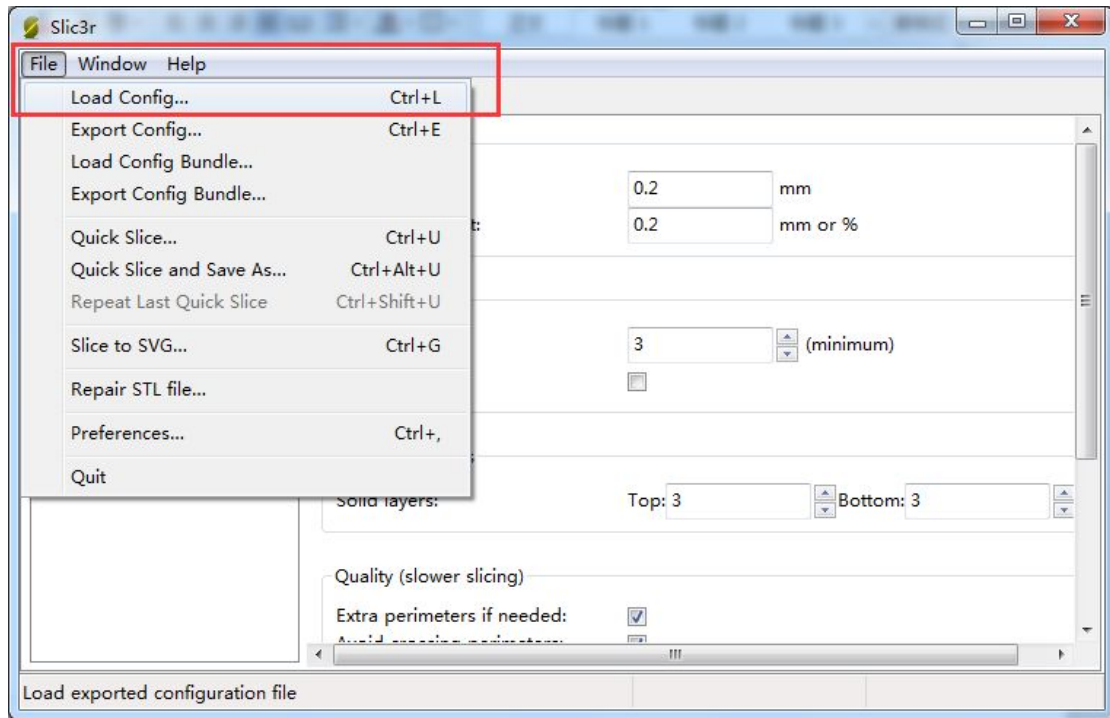 Slic3r
File Window Help
Load Config... Ctrl+L
Export Config... Ctrl+E
Load Config Bundle...
Export Config Bundle...
0.2 mm
t: 0.2 mm or %
Quick Slice... Ctrl+U
Quick Slice and Save As... Ctrl+Alt+U
Repeat Last Quick Slice Ctrl+Shift+U
Slice to SVG... Ctrl+G
3 (minimum)
Repair STL file...
Preferences... Ctrl+,
Quit
Solid layers: Top: 3 Bottom: 3
Quality (slower slicing)
Extra perimeters if needed:
Avoid crossing perimeters:
Load exported configuration file